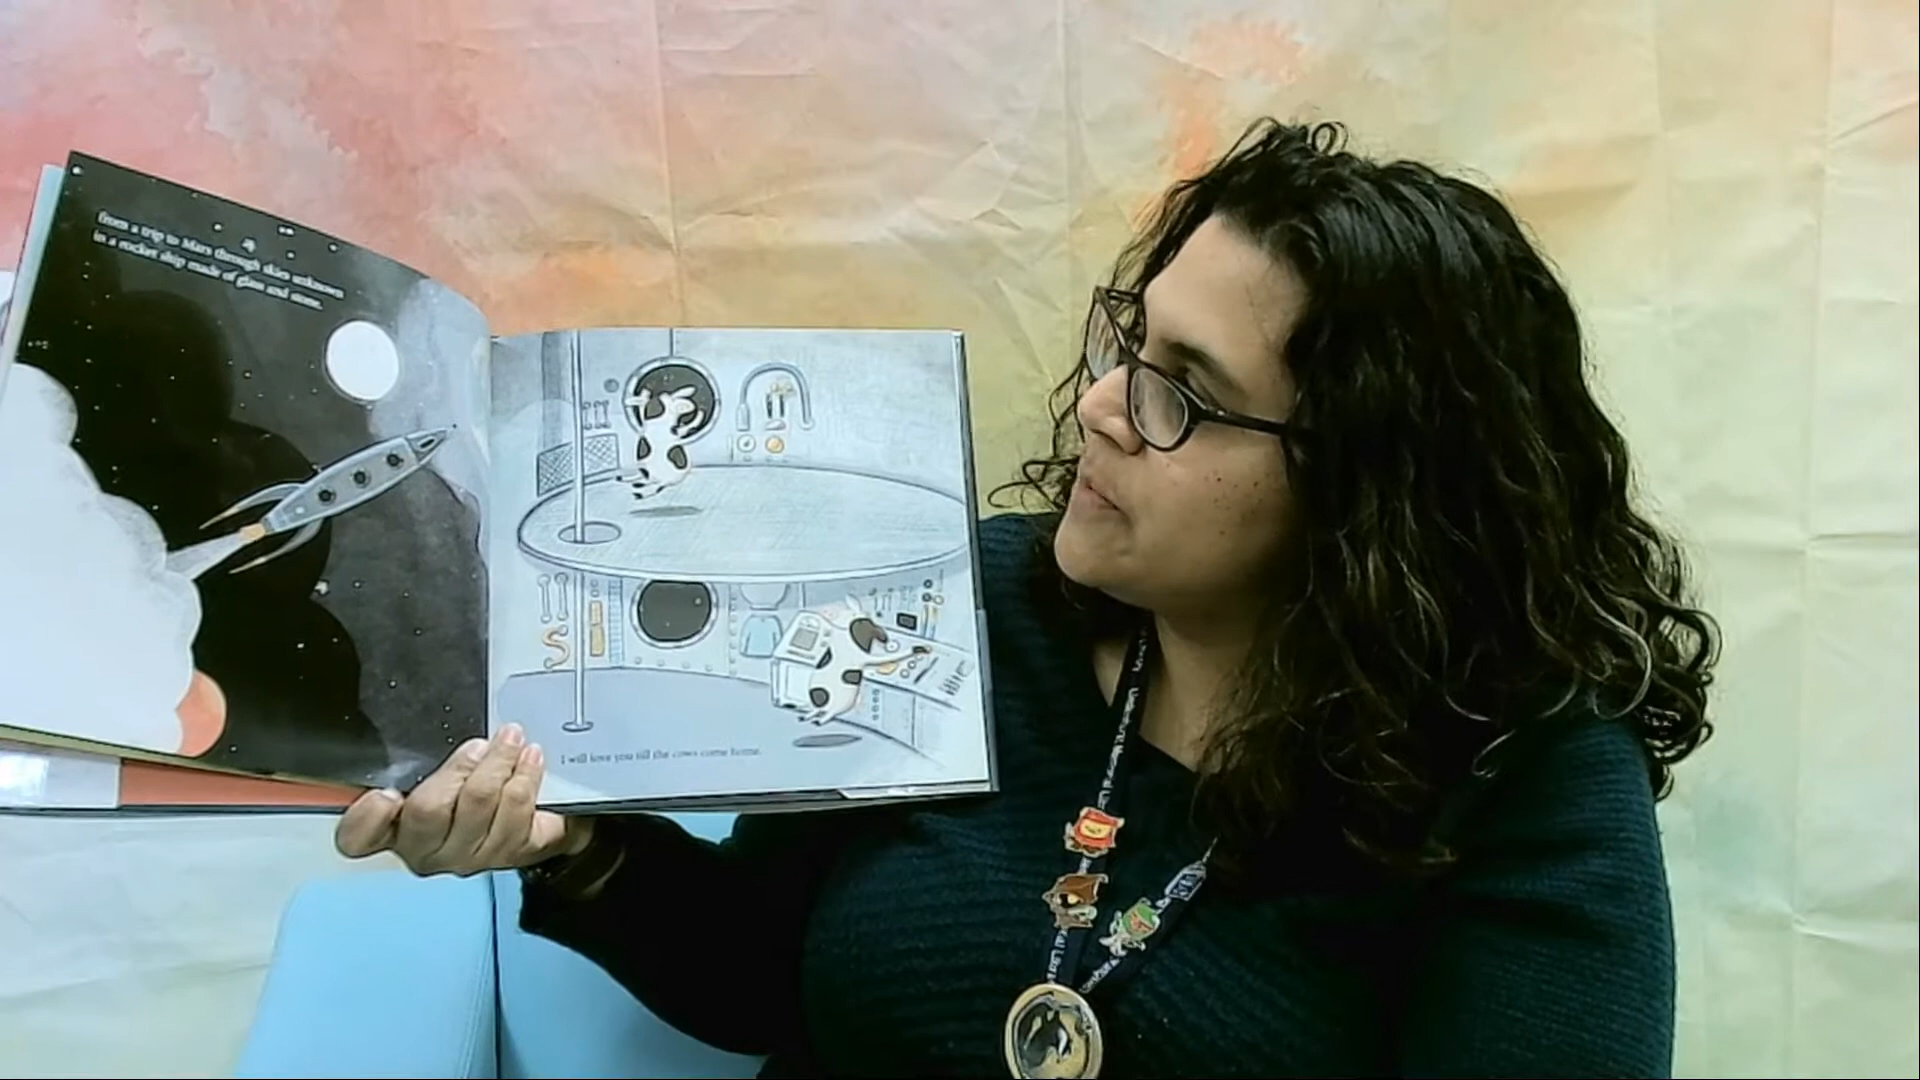 from a trip to Mars through skies unknown
in a rocket ship made of glass and stone.
I will love you till the cows come home.